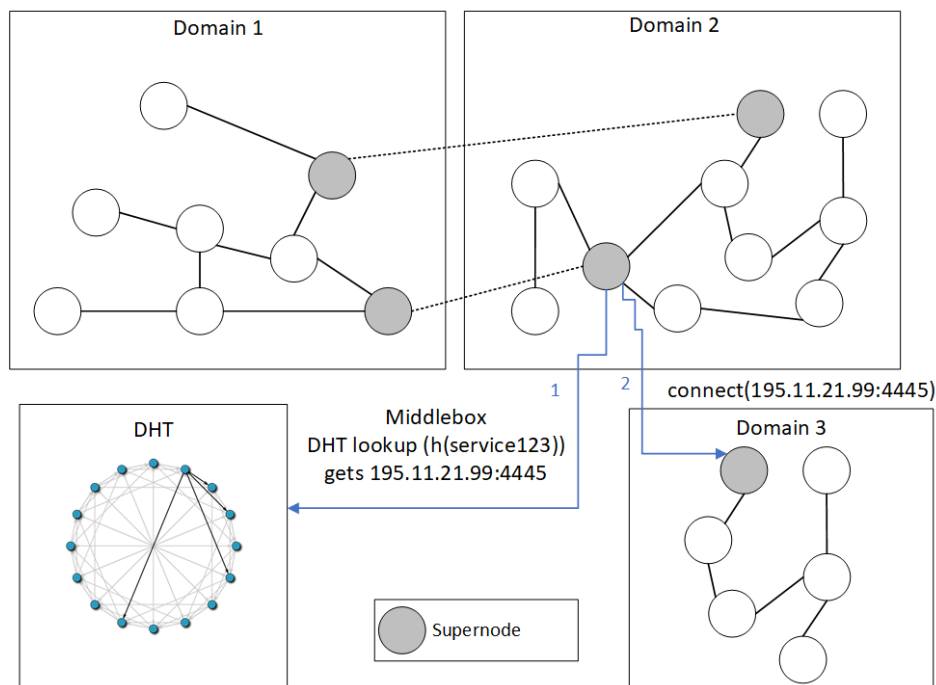 Domain 1
Domain 2
1
2
connect(195.11.21.99:4445)
Middlebox
DHT lookup (h(service123))
gets 195.11.21.99:4445
DHT
Domain 3
Supernode